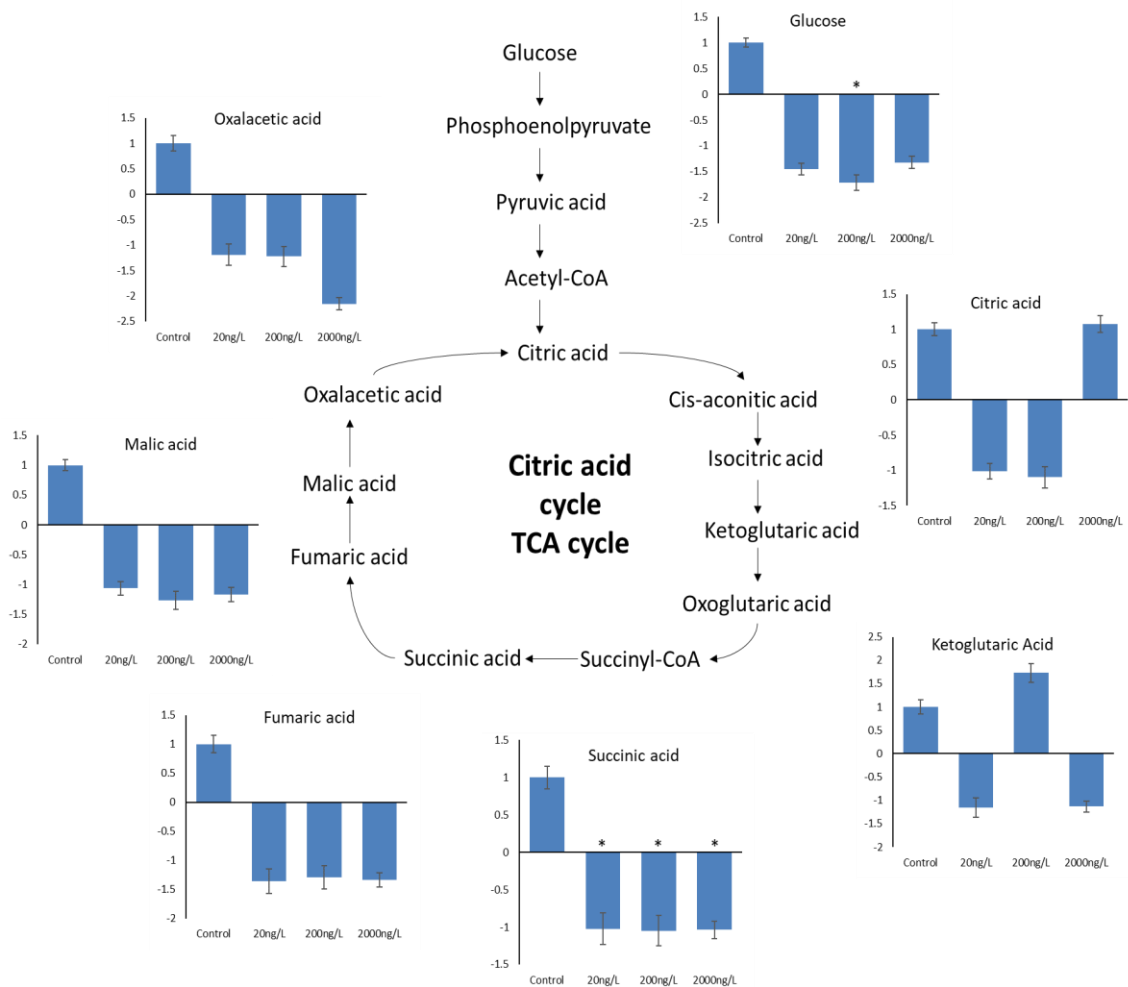 Glucose
1.5
1
0.5
0
-0.5
-1
-1.5
-2
-2.5
*
Control 20ng/L 200ng/L 2000ng/L
Glucose
Phosphoenolpyruvate
Pyruvic acid
Acetyl-CoA
Citric acid
Cis-aconitic acid
Isocitric acid
Ketoglutaric acid
Oxoglutaric acid
Succinyl-CoA
Succinic acid
Fumaric acid
Malic acid
Oxalacetic acid
Citric acid
cycle
TCA cycle
Oxalacetic acid
1.5
1
0.5
0
-0.5
-1
-1.5
-2
-2.5
Control 20ng/L 200ng/L 2000ng/L
Citric acid
1.5
1
0.5
0
-0.5
-1
-1.5
Control 20ng/L 200ng/L 2000ng/L
Malic acid
1.5
1
0.5
0
-0.5
-1
-1.5
-2
Control 20ng/L 200ng/L 2000ng/L
Ketoglutaric Acid
2.5
2
1.5
1
0.5
0
-0.5
-1
-1.5
-2
Control 20ng/L 200ng/L 2000ng/L
Fumaric acid
1.5
1
0.5
0
-0.5
-1
-1.5
-2
Control 20ng/L 200ng/L 2000ng/L
Succinic acid
1.5
1
0.5
0
-0.5
-1
-1.5
* * *
Control 20ng/L 200ng/L 2000ng/L